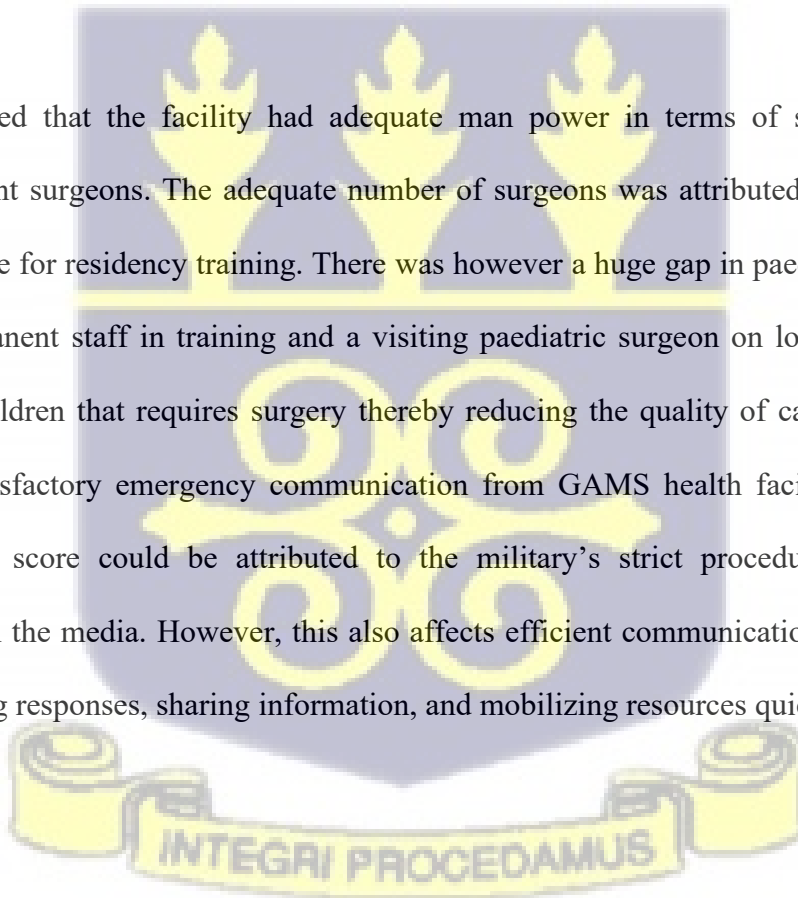 ed that the facility had adequate man power in terms of s
nt surgeons. The adequate number of surgeons was attributed
e for residency training. There was however a huge gap in pae
anent staff in training and a visiting paediatric surgeon on lo
ldren that requires surgery thereby reducing the quality of ca
sfactory emergency communication from GAMS health faci
score could be attributed to the military’s strict procedu
the media. However, this also affects efficient communicatio
g responses, sharing information, and mobilizing resources quic
INTEGRI PROCEDAMUS